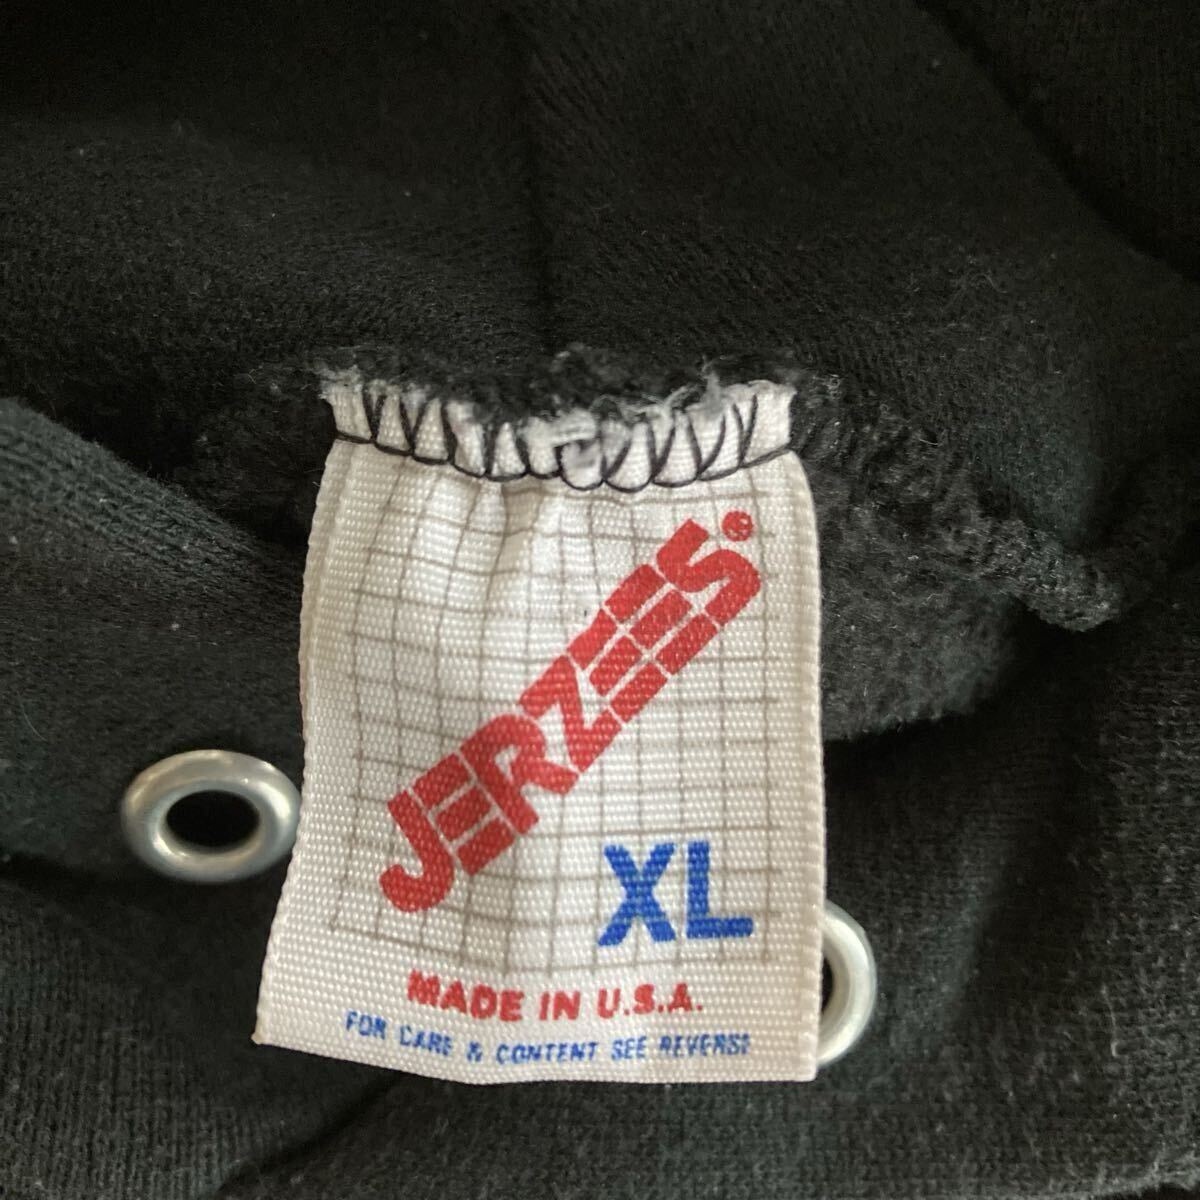 JERZEES®
XL
MADE IN U.S.A.
FOR CARE & CONTENT SEE REVERSE